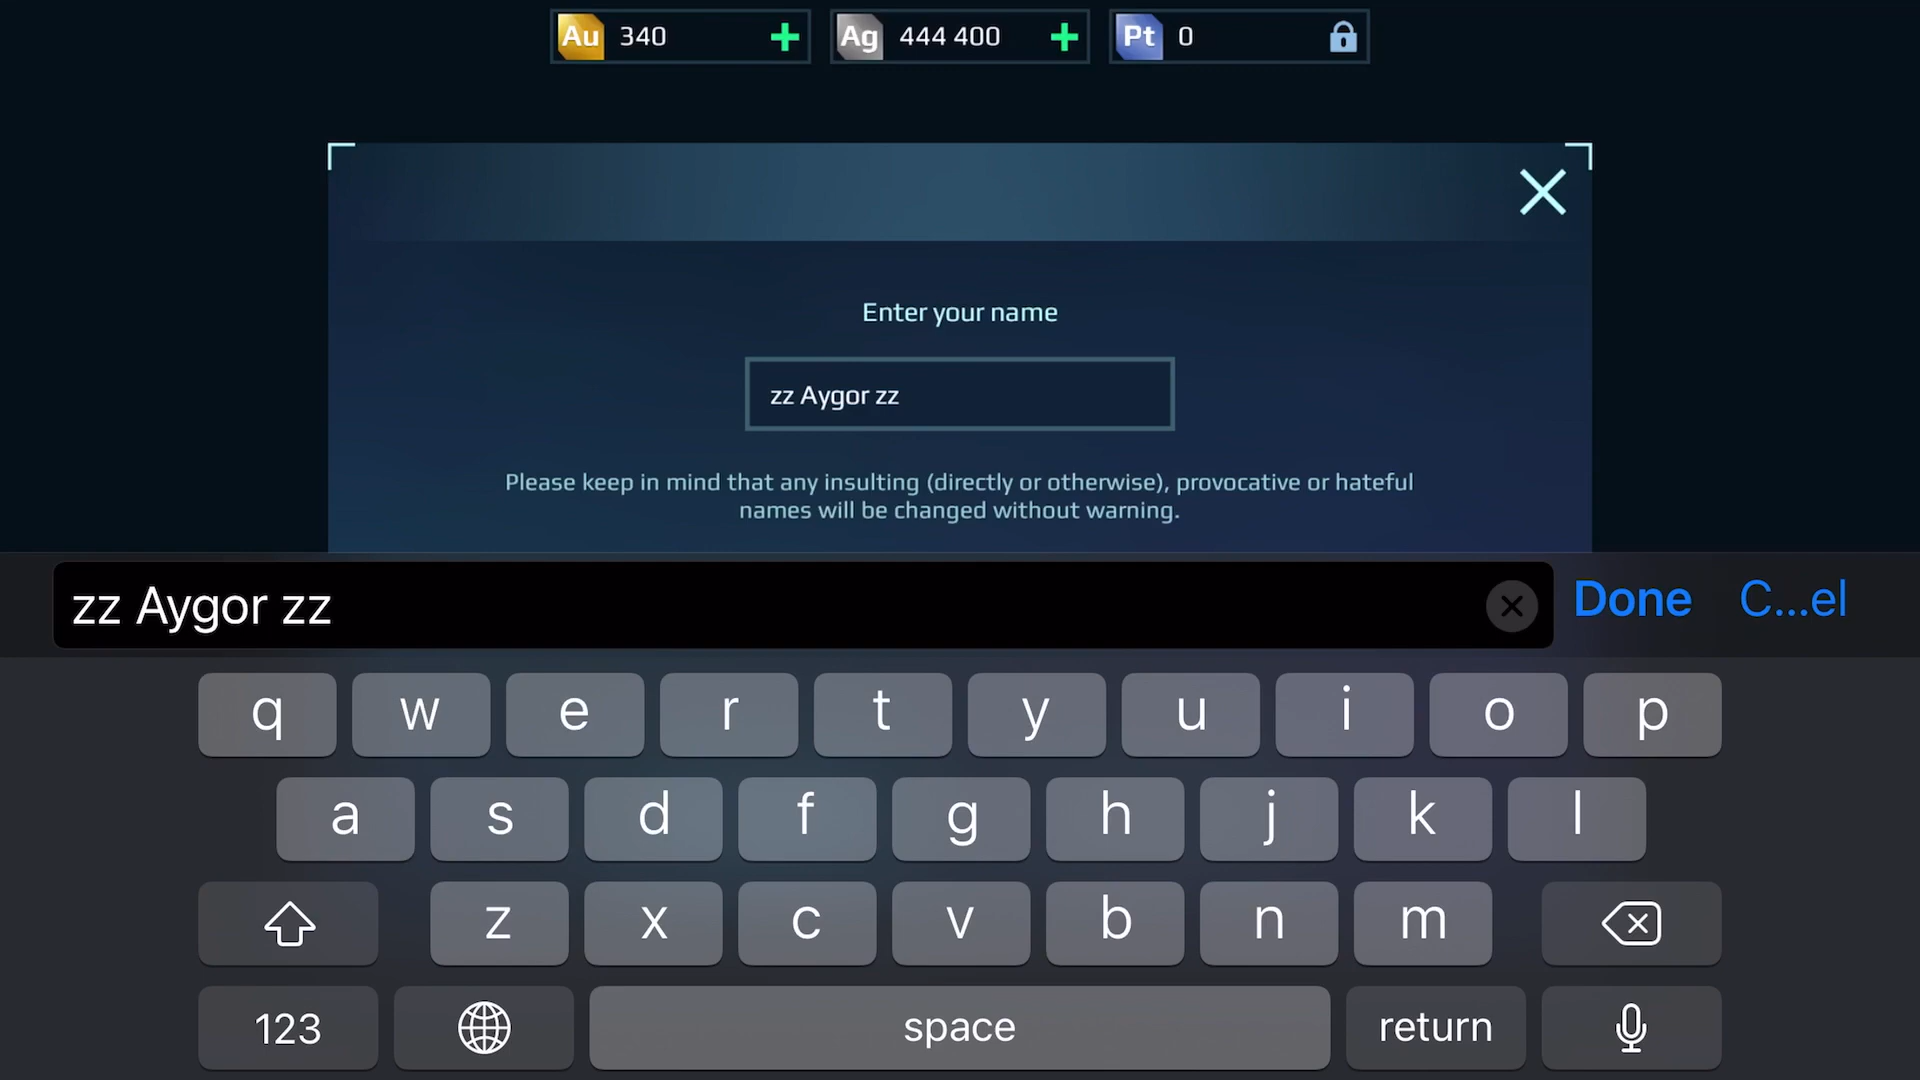 Au 340 + Ag 444 400 + Pt 0
Enter your name
zz Aygor zz
Please keep in mind that any insulting (directly or otherwise), provocative or hateful
names will be changed without warning.
zz Aygor zz Done C...el
q w e r t y u i o p
a s d f g h j k l
z x c v b n m
123 space return